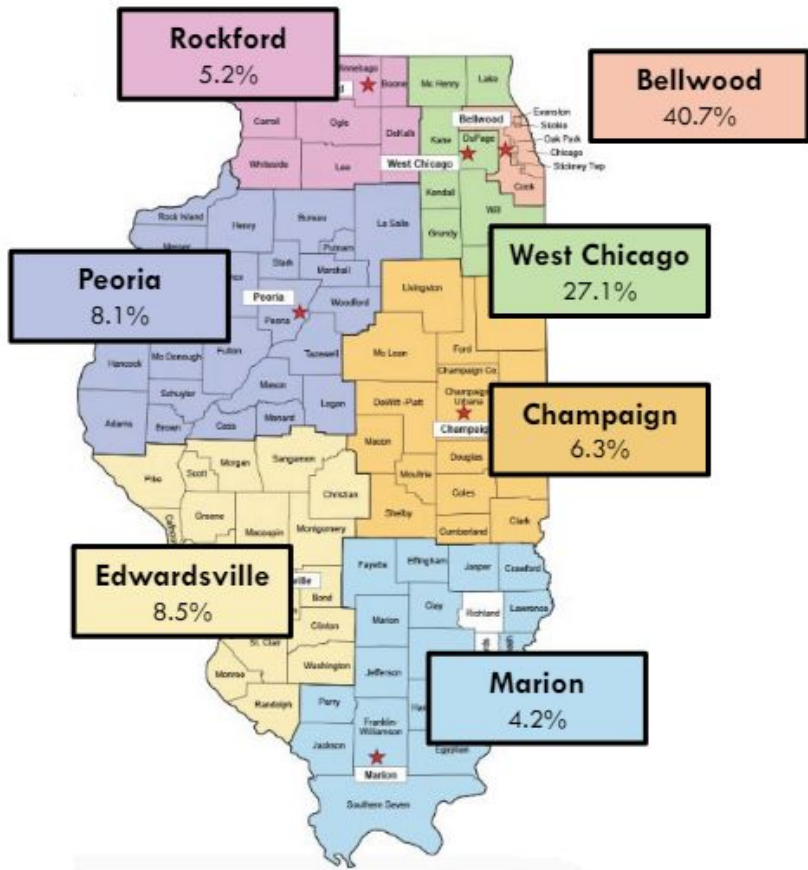 Rockford
5.2%
Bellwood
40.7%
Boone
Mc Henry
Lake
Carroll
Ogle
DeKalb
Whiteside
Lee
Kane
DuPage
Bellwood
West Chicago
Evanston
Skokie
Oak Park
Chicago
Stickney Twp
Cook
Kendall
Will
Grundy
West Chicago
27.1%
Rock Island
Henry
Bureau
La Salle
Putnam
Stark
Marshall
Peoria
8.1%
Peoria
Peoria
Woodford
Hancock
Mc Donough
Fulton
Tazewell
Schuyler
Mason
Logan
Adams
Brown
Cass
Menard
Livingston
Ford
Mc Lean
Champaign Co.
Champaign
Urbana
DeWitt -Piatt
Champaign
6.3%
Macon
Douglas
Moultrie
Coles
Shelby
Cumberland
Clark
Pike
Scott
Morgan
Sangamon
Christian
Greene
Macoupin
Montgomery
Edwardsville
8.5%
Bond
Clinton
St. Clair
Washington
Monroe
Randolph
Fayette
Effingham
Jasper
Crawford
Clay
Richland
Lawrence
Marion
Jefferson
Marion
4.2%
Perry
Franklin-
Williamson
Jackson
Egyptian
Marion
Southern Seven